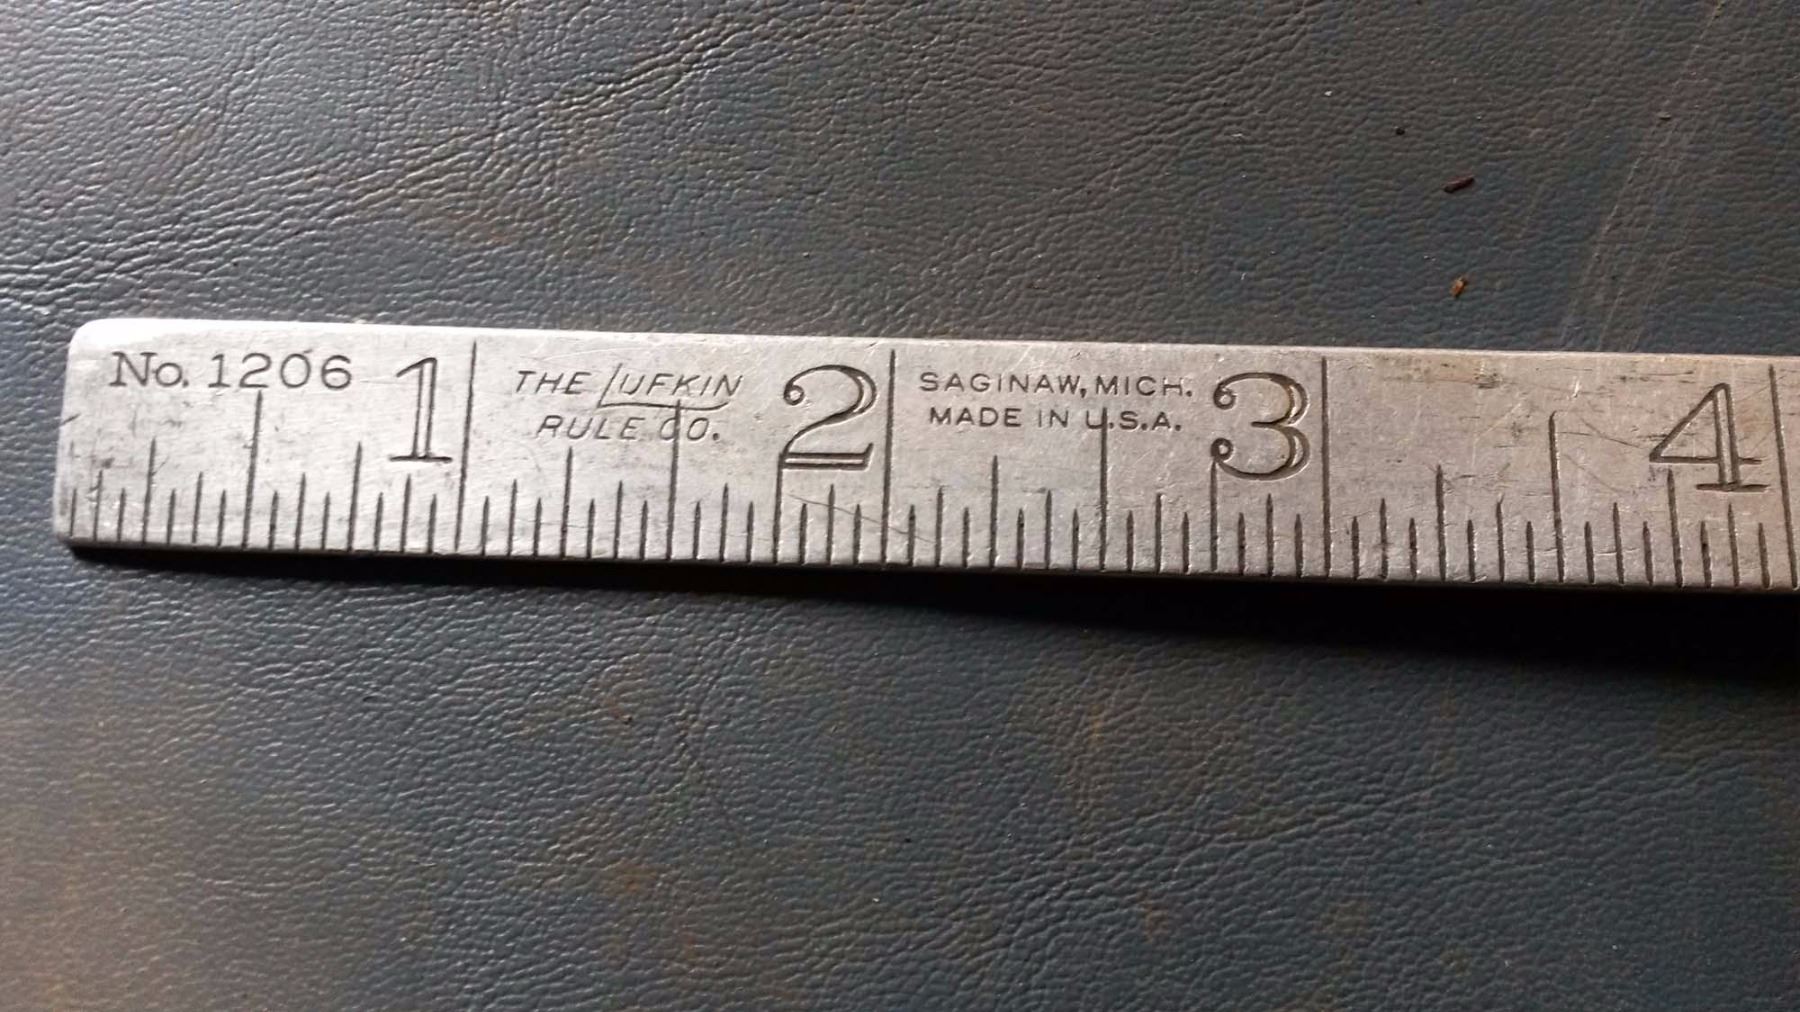 No. 1206
1
THE LUFKIN
RULE CO.
2
SAGINAW, MICH.
MADE IN U.S.A.
3
4